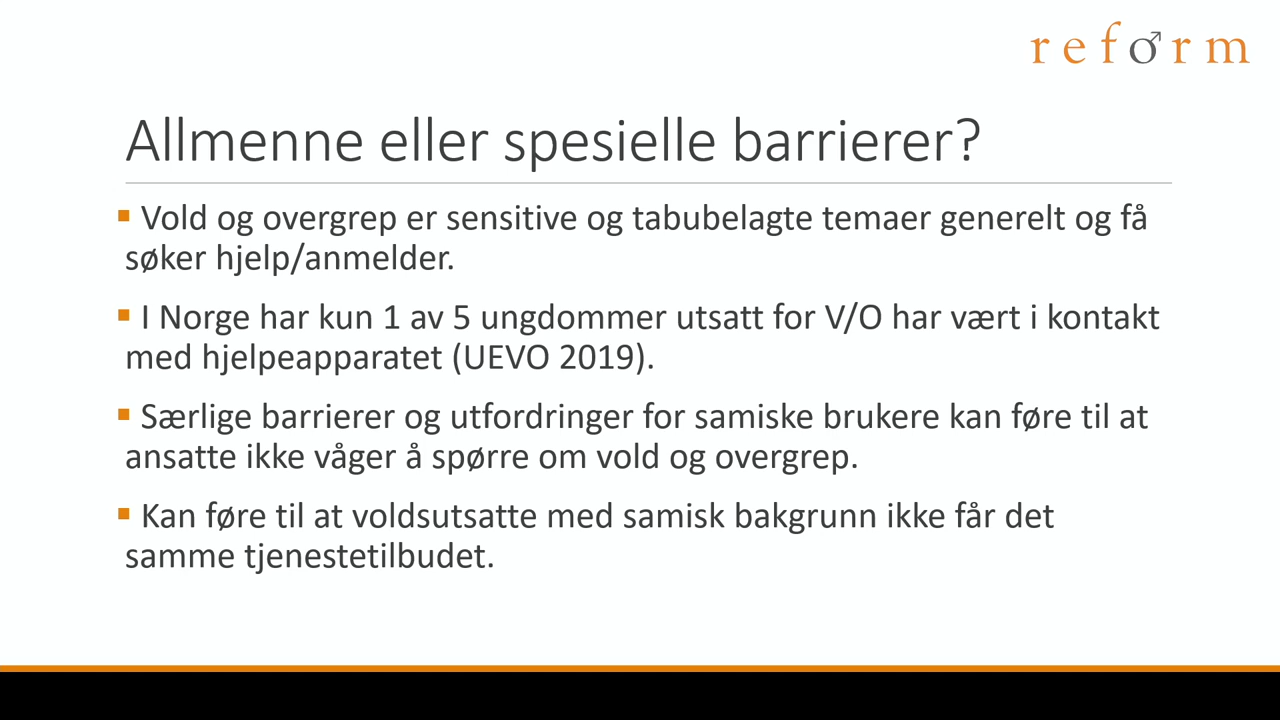 reform
Allmenne eller spesielle barrierer?
Vold og overgrep er sensitive og tabubelagte temaer generelt og få
søker hjelp/anmelder.
I Norge har kun 1 av 5 ungdommer utsatt for V/O har vært i kontakt
med hjelpeapparatet (UEVO 2019).
Særlige barrierer og utfordringer for samiske brukere kan føre til at
ansatte ikke våger å spørre om vold og overgrep.
Kan føre til at voldsutsatte med samisk bakgrunn ikke får det
samme tjenestetilbudet.